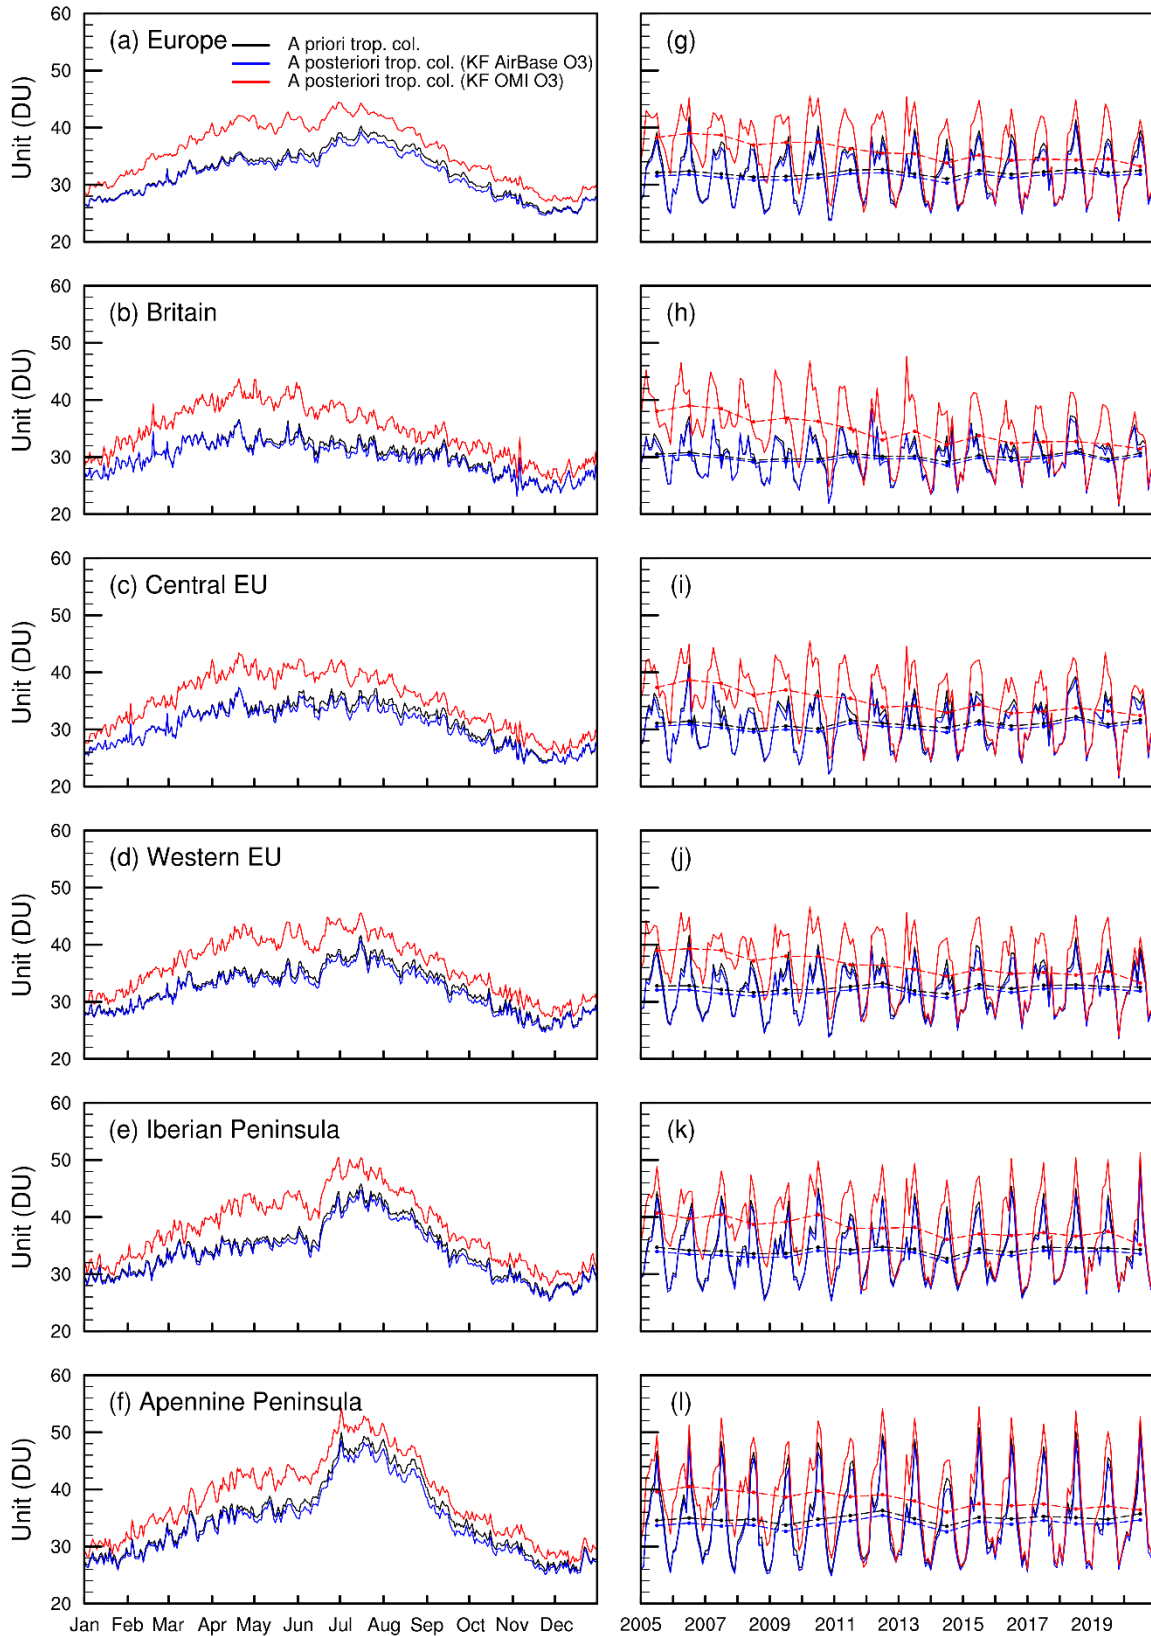 60
50
40
30
20
Unit (DU)
(a) Europe
A priori trop. col.
A posteriori trop. col. (KF AirBase O3)
A posteriori trop. col. (KF OMI O3)
(g)
60
50
40
30
20
Unit (DU)
(b) Britain
(h)
60
50
40
30
20
Unit (DU)
(c) Central EU
(i)
60
50
40
30
20
Unit (DU)
(d) Western EU
(j)
60
50
40
30
20
Unit (DU)
(e) Iberian Peninsula
(k)
60
50
40
30
20
Unit (DU)
(f) Apennine Peninsula
(l)
Jan Feb Mar Apr May Jun Jul Aug Sep Oct Nov Dec
2005 2007 2009 2011 2013 2015 2017 2019